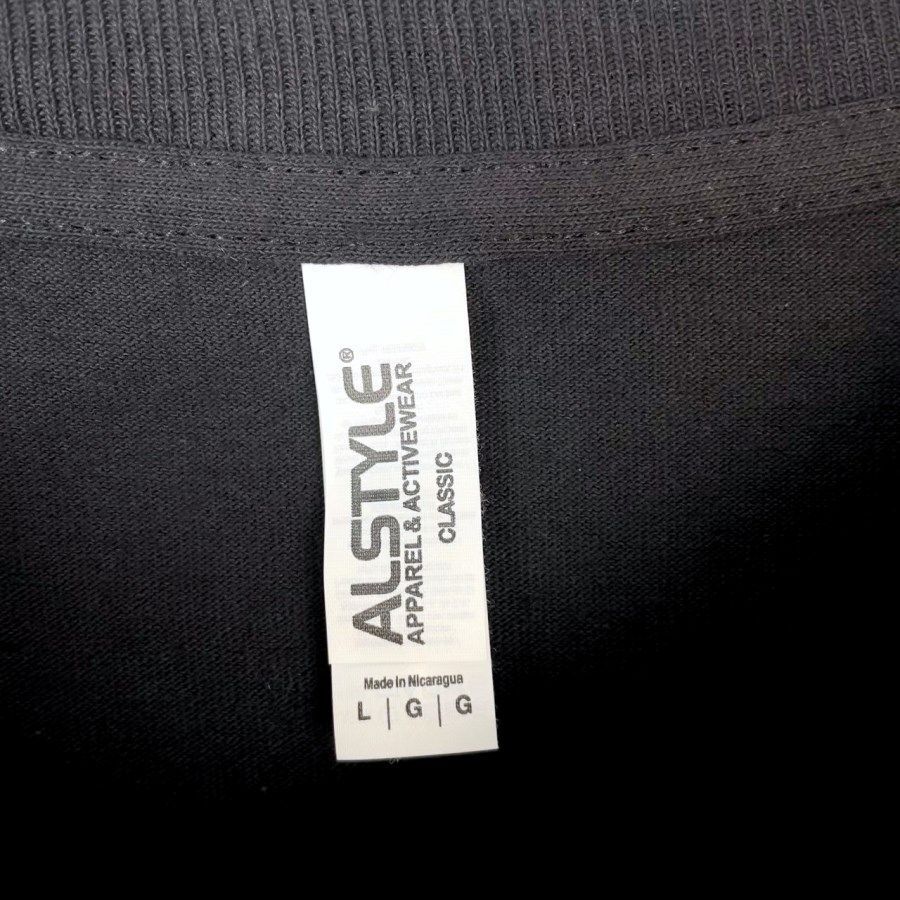 ALSTYLE®
APPAREL & ACTIVEWEAR
CLASSIC
Made in Nicaragua
L | G | G